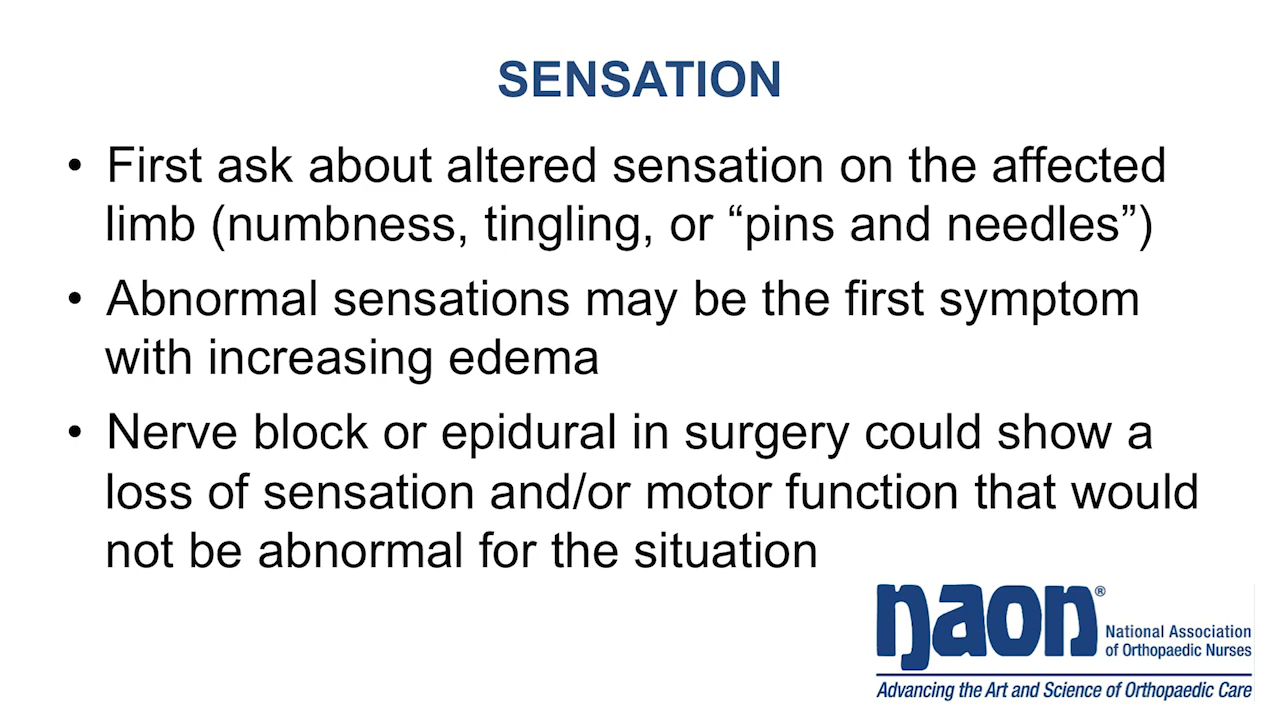 SENSATION
• First ask about altered sensation on the affected
limb (numbness, tingling, or “pins and needles”)
• Abnormal sensations may be the first symptom
with increasing edema
• Nerve block or epidural in surgery could show a
loss of sensation and/or motor function that would
not be abnormal for the situation
naon®
National Association
of Orthopaedic Nurses
Advancing the Art and Science of Orthopaedic Care